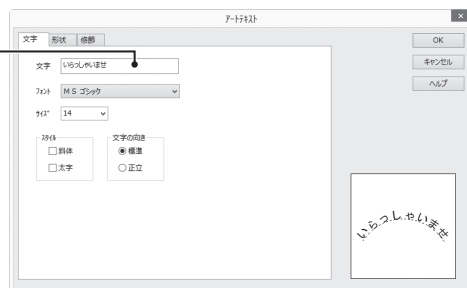 アートテキスト
文字 形状 修飾
OK
キャンセル
ヘルプ
文字 いらっしゃいませ
フォント MS ゴシック
サイズ 14
スタイル
斜体
太字
文字の向き
標準
正立
いらっしゃいませ